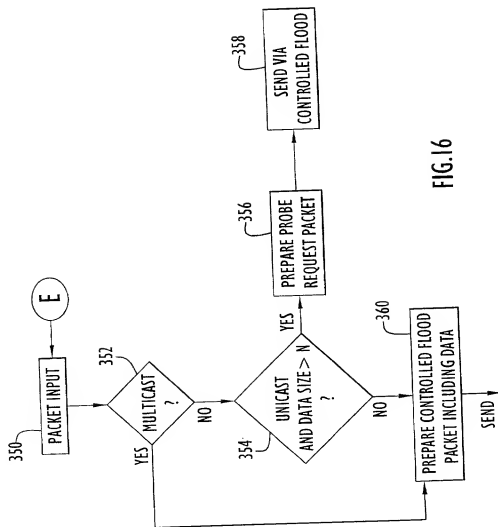 E
350
PACKET INPUT
352
MULTICAST
?
YES
NO
354
UNICAST
AND DATA SIZE > N
?
YES
NO
356
PREPARE PROBE
REQUEST PACKET
358
SEND VIA
CONTROLLED FLOOD
360
PREPARE CONTROLLED FLOOD
PACKET INCLUDING DATA
SEND
FIG.16